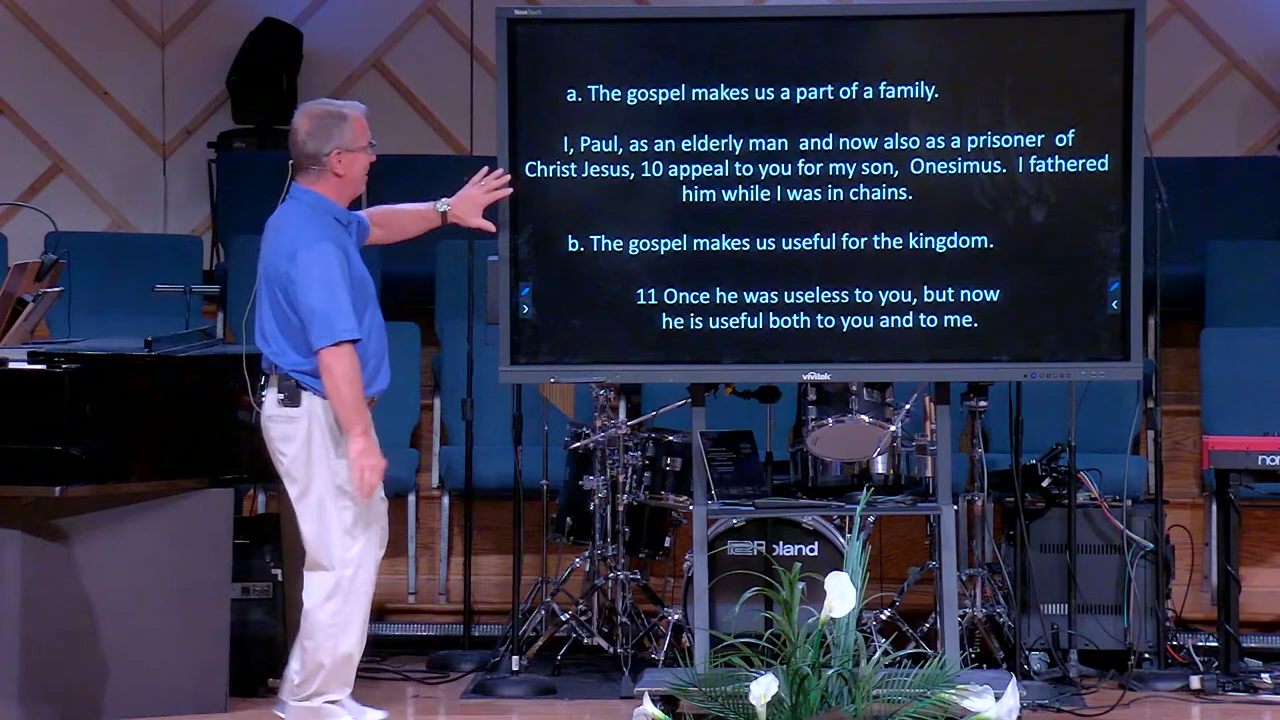 NovoTouch
a. The gospel makes us a part of a family.
I, Paul, as an elderly man and now also as a prisoner of
Christ Jesus, 10 appeal to you for my son, Onesimus. I fathered
him while I was in chains.
b. The gospel makes us useful for the kingdom.
11 Once he was useless to you, but now
he is useful both to you and to me.
vivitek
Roland
nor